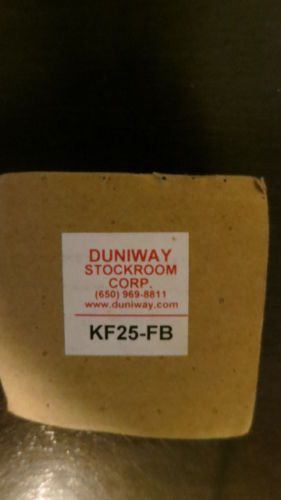 DUNIWAY
STOCKROOM
CORP.
(650) 969-8811
www.duniway.com
KF25-FB